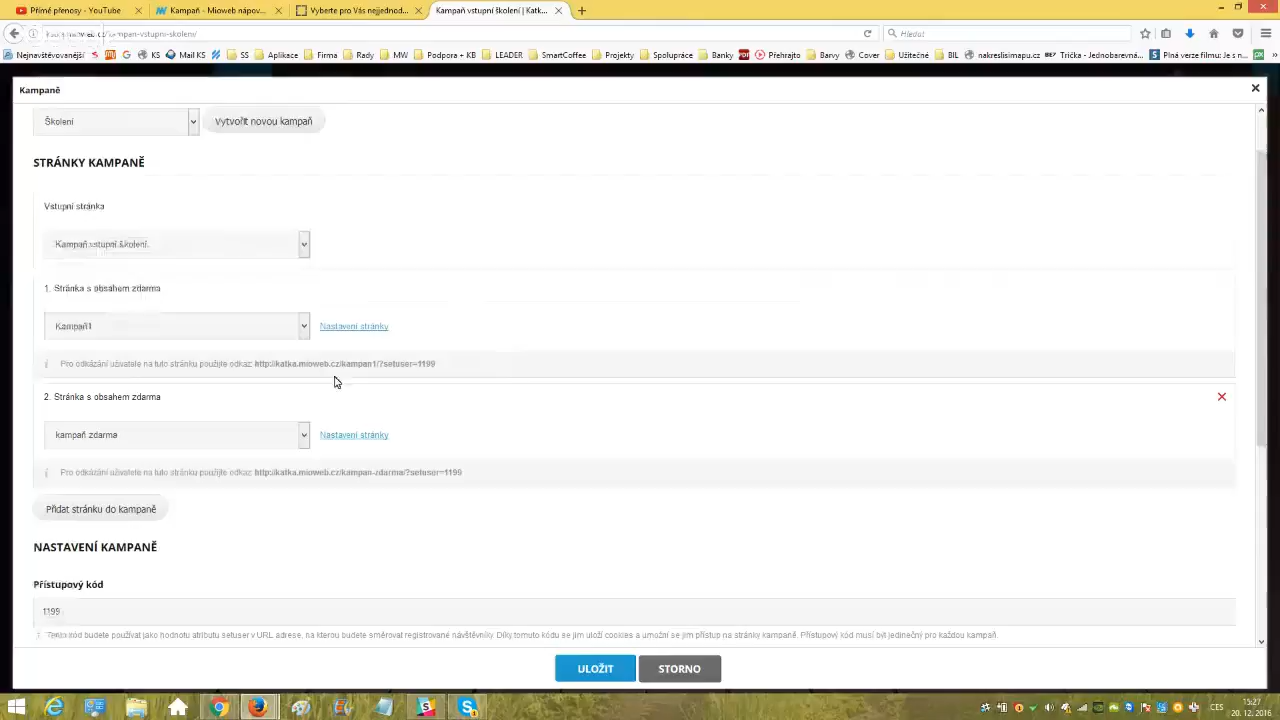 Přímé přenosy - YouTube
Kampaň - Mioweb nápov...
Vyberte pro Vás nejjednod...
Kampaň vstupní školení | Katk...
Hledat
Nejnavštěvovanější
KS
Mail KS
SS
Aplikace
Firma
Rady
MW
Podpora - KB
LEADER
SmartCoffee
Projekty
Spolupráce
Banky
Přehrajto
Barvy
Cover
Užitečné
BIL
nakreslisimapu.cz
Trička - Jednobarevná...
Plná verze filmu: Je s n...
Kampaně
Školení
Vytvořit novou kampaň
STRÁNKY KAMPANĚ
Vstupní stránka
Kampaň vstupní školení
1. Stránka s obsahem zdarma
Kampaň1
Nastavení stránky
Pro odkázání uživatele na tuto stránku použijte odkaz: http://katka.mioweb.cz/kampan1/?setuser=1199
2. Stránka s obsahem zdarma
kampaň zdarma
Nastavení stránky
Pro odkázání uživatele na tuto stránku použijte odkaz: http://katka.mioweb.cz/kampan-zdarma/?setuser=1199
Přidat stránku do kampaně
NASTAVENÍ KAMPANĚ
Přístupový kód
1199
Tento kód budete používat jako hodnotu atributu setuser v URL adrese, na kterou budete směrovat registrované návštěvníky. Díky tomuto kódu se jim uloží cookies a umožní se jim přístup na stránky kampaně. Přístupový kód musí být jedinečný pro každou kampaň.
ULOŽIT
STORNO
CES
15:27
20. 12. 2016